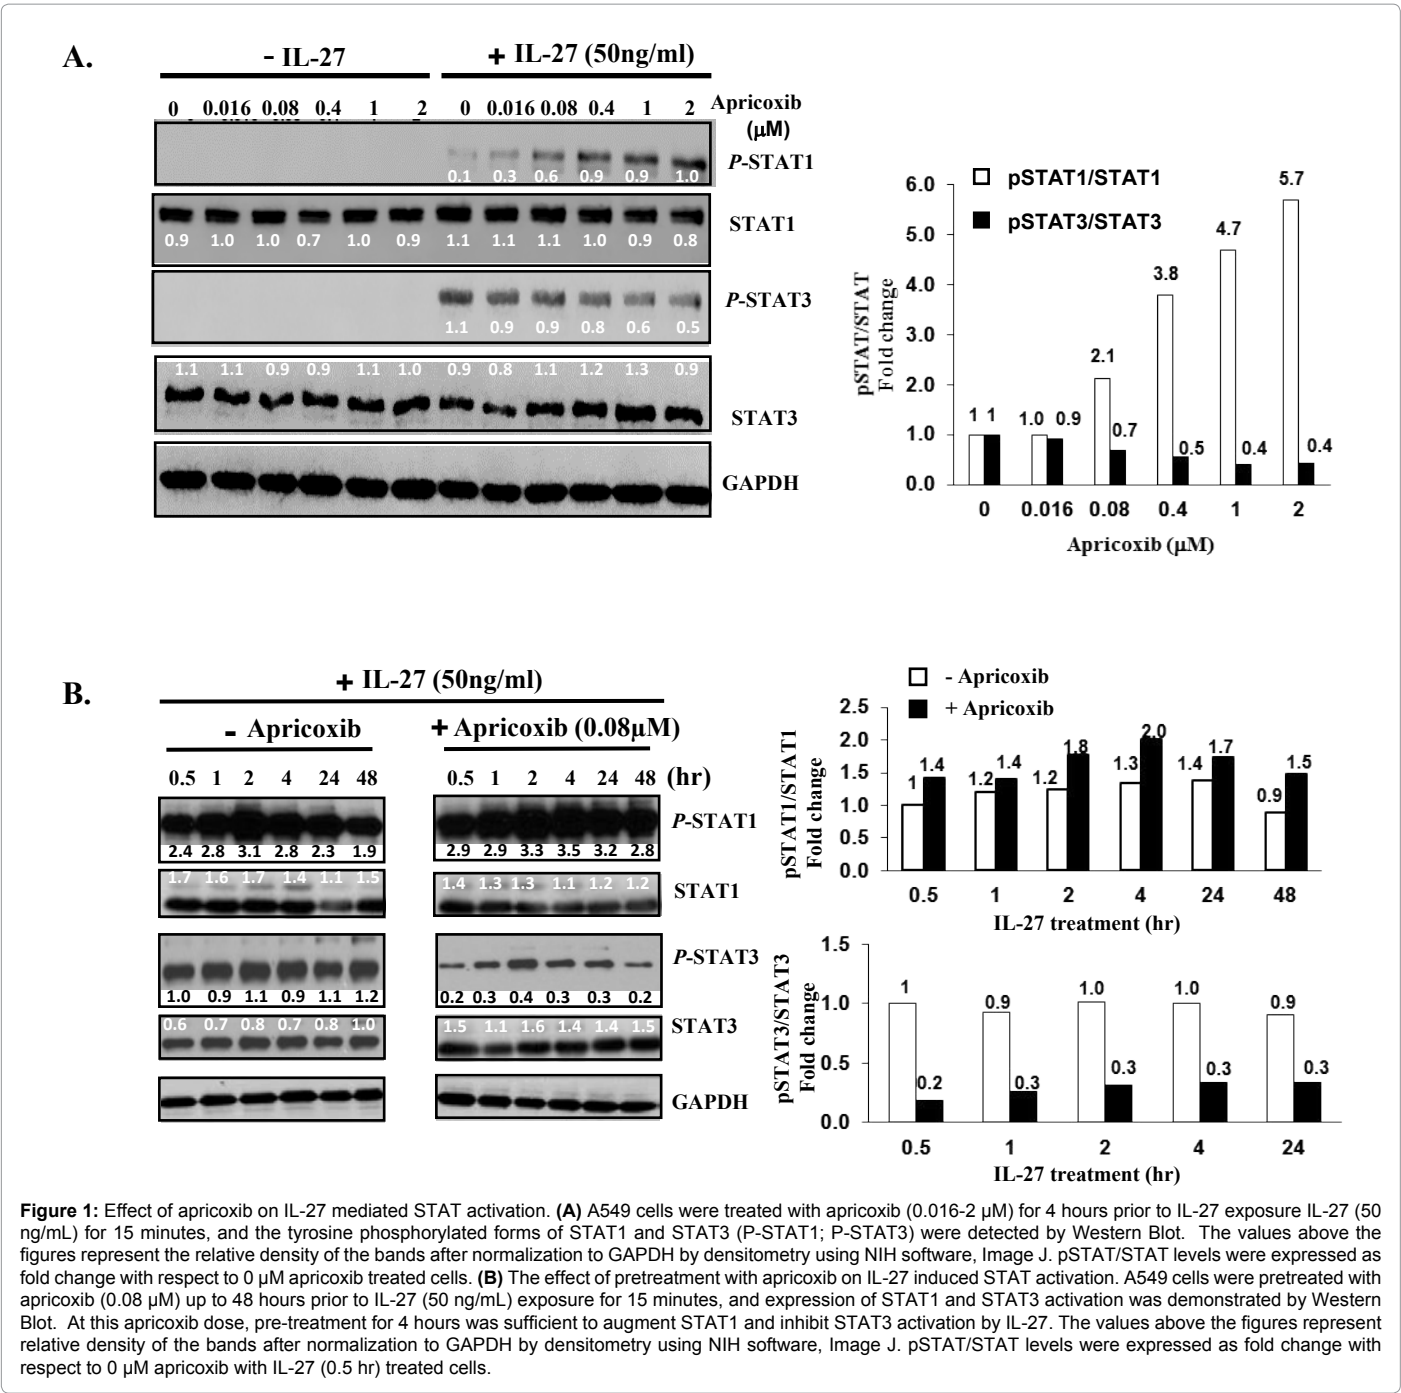 A.
- IL-27
+ IL-27 (50ng/ml)
0 0.016 0.08 0.4 1 2 0 0.016 0.08 0.4 1 2 Apricoxib
(µM)
P-STAT1
0.1 0.3 0.6 0.9 0.9 1.0
STAT1
0.9 1.0 1.0 0.7 1.0 0.9 1.1 1.1 1.1 1.0 0.9 0.8
P-STAT3
1.1 0.9 0.9 0.8 0.6 0.5
1.1 1.1 0.9 0.9 1.1 1.0 0.9 0.8 1.1 1.2 1.3 0.9
STAT3
GAPDH
pSTAT1/STAT1
pSTAT3/STAT3
pSTAT/STAT
Fold change
6.0
5.0
4.0
3.0
2.0
1.0
0.0
1 1 1.0 0.9 2.1 0.7 3.8 0.5 4.7 0.4 5.7 0.4
0 0.016 0.08 0.4 1 2
Apricoxib (µM)
B.
+ IL-27 (50ng/ml)
- Apricoxib
+ Apricoxib (0.08µM)
0.5 1 2 4 24 48 0.5 1 2 4 24 48 (hr)
P-STAT1
2.4 2.8 3.1 2.8 2.3 1.9 2.9 2.9 3.3 3.5 3.2 2.8
1.7 1.6 1.7 1.4 1.1 1.5 1.4 1.3 1.3 1.1 1.2 1.2
STAT1
P-STAT3
1.0 0.9 1.1 0.9 1.1 1.2 0.2 0.3 0.4 0.3 0.3 0.2
0.6 0.7 0.8 0.7 0.8 1.0 1.5 1.1 1.6 1.4 1.4 1.5
STAT3
GAPDH
- Apricoxib
+ Apricoxib
pSTAT1/STAT1
Fold change
2.5
2.0
1.5
1.0
0.5
0.0
1 1.4 1.2 1.4 1.2 1.8 1.3 2.0 1.4 1.7 0.9 1.5
0.5 1 2 4 24 48
IL-27 treatment (hr)
pSTAT3/STAT3
Fold change
1.5
1.0
0.5
0.0
1 0.2 0.9 0.3 1.0 0.3 1.0 0.3 0.9 0.3
0.5 1 2 4 24
IL-27 treatment (hr)
Figure 1: Effect of apricoxib on IL-27 mediated STAT activation. (A) A549 cells were treated with apricoxib (0.016-2 µM) for 4 hours prior to IL-27 exposure IL-27 (50
ng/mL) for 15 minutes, and the tyrosine phosphorylated forms of STAT1 and STAT3 (P-STAT1; P-STAT3) were detected by Western Blot. The values above the
figures represent the relative density of the bands after normalization to GAPDH by densitometry using NIH software, Image J. pSTAT/STAT levels were expressed as
fold change with respect to 0 µM apricoxib treated cells. (B) The effect of pretreatment with apricoxib on IL-27 induced STAT activation. A549 cells were pretreated with
apricoxib (0.08 µM) up to 48 hours prior to IL-27 (50 ng/mL) exposure for 15 minutes, and expression of STAT1 and STAT3 activation was demonstrated by Western
Blot. At this apricoxib dose, pre-treatment for 4 hours was sufficient to augment STAT1 and inhibit STAT3 activation by IL-27. The values above the figures represent
relative density of the bands after normalization to GAPDH by densitometry using NIH software, Image J. pSTAT/STAT levels were expressed as fold change with
respect to 0 µM apricoxib with IL-27 (0.5 hr) treated cells.